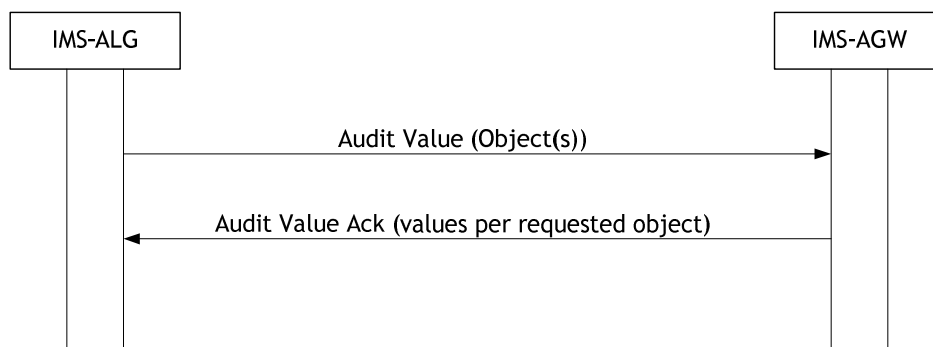 IMS-ALG
IMS-AGW
Audit Value (Object(s))
Audit Value Ack (values per requested object)